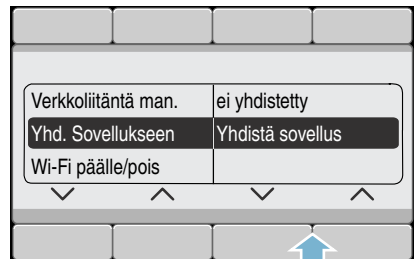 Verkkoliitäntä man. ei yhdistetty
Yhd. Sovellukseen Yhdistä sovellus
Wi-Fi päälle/pois